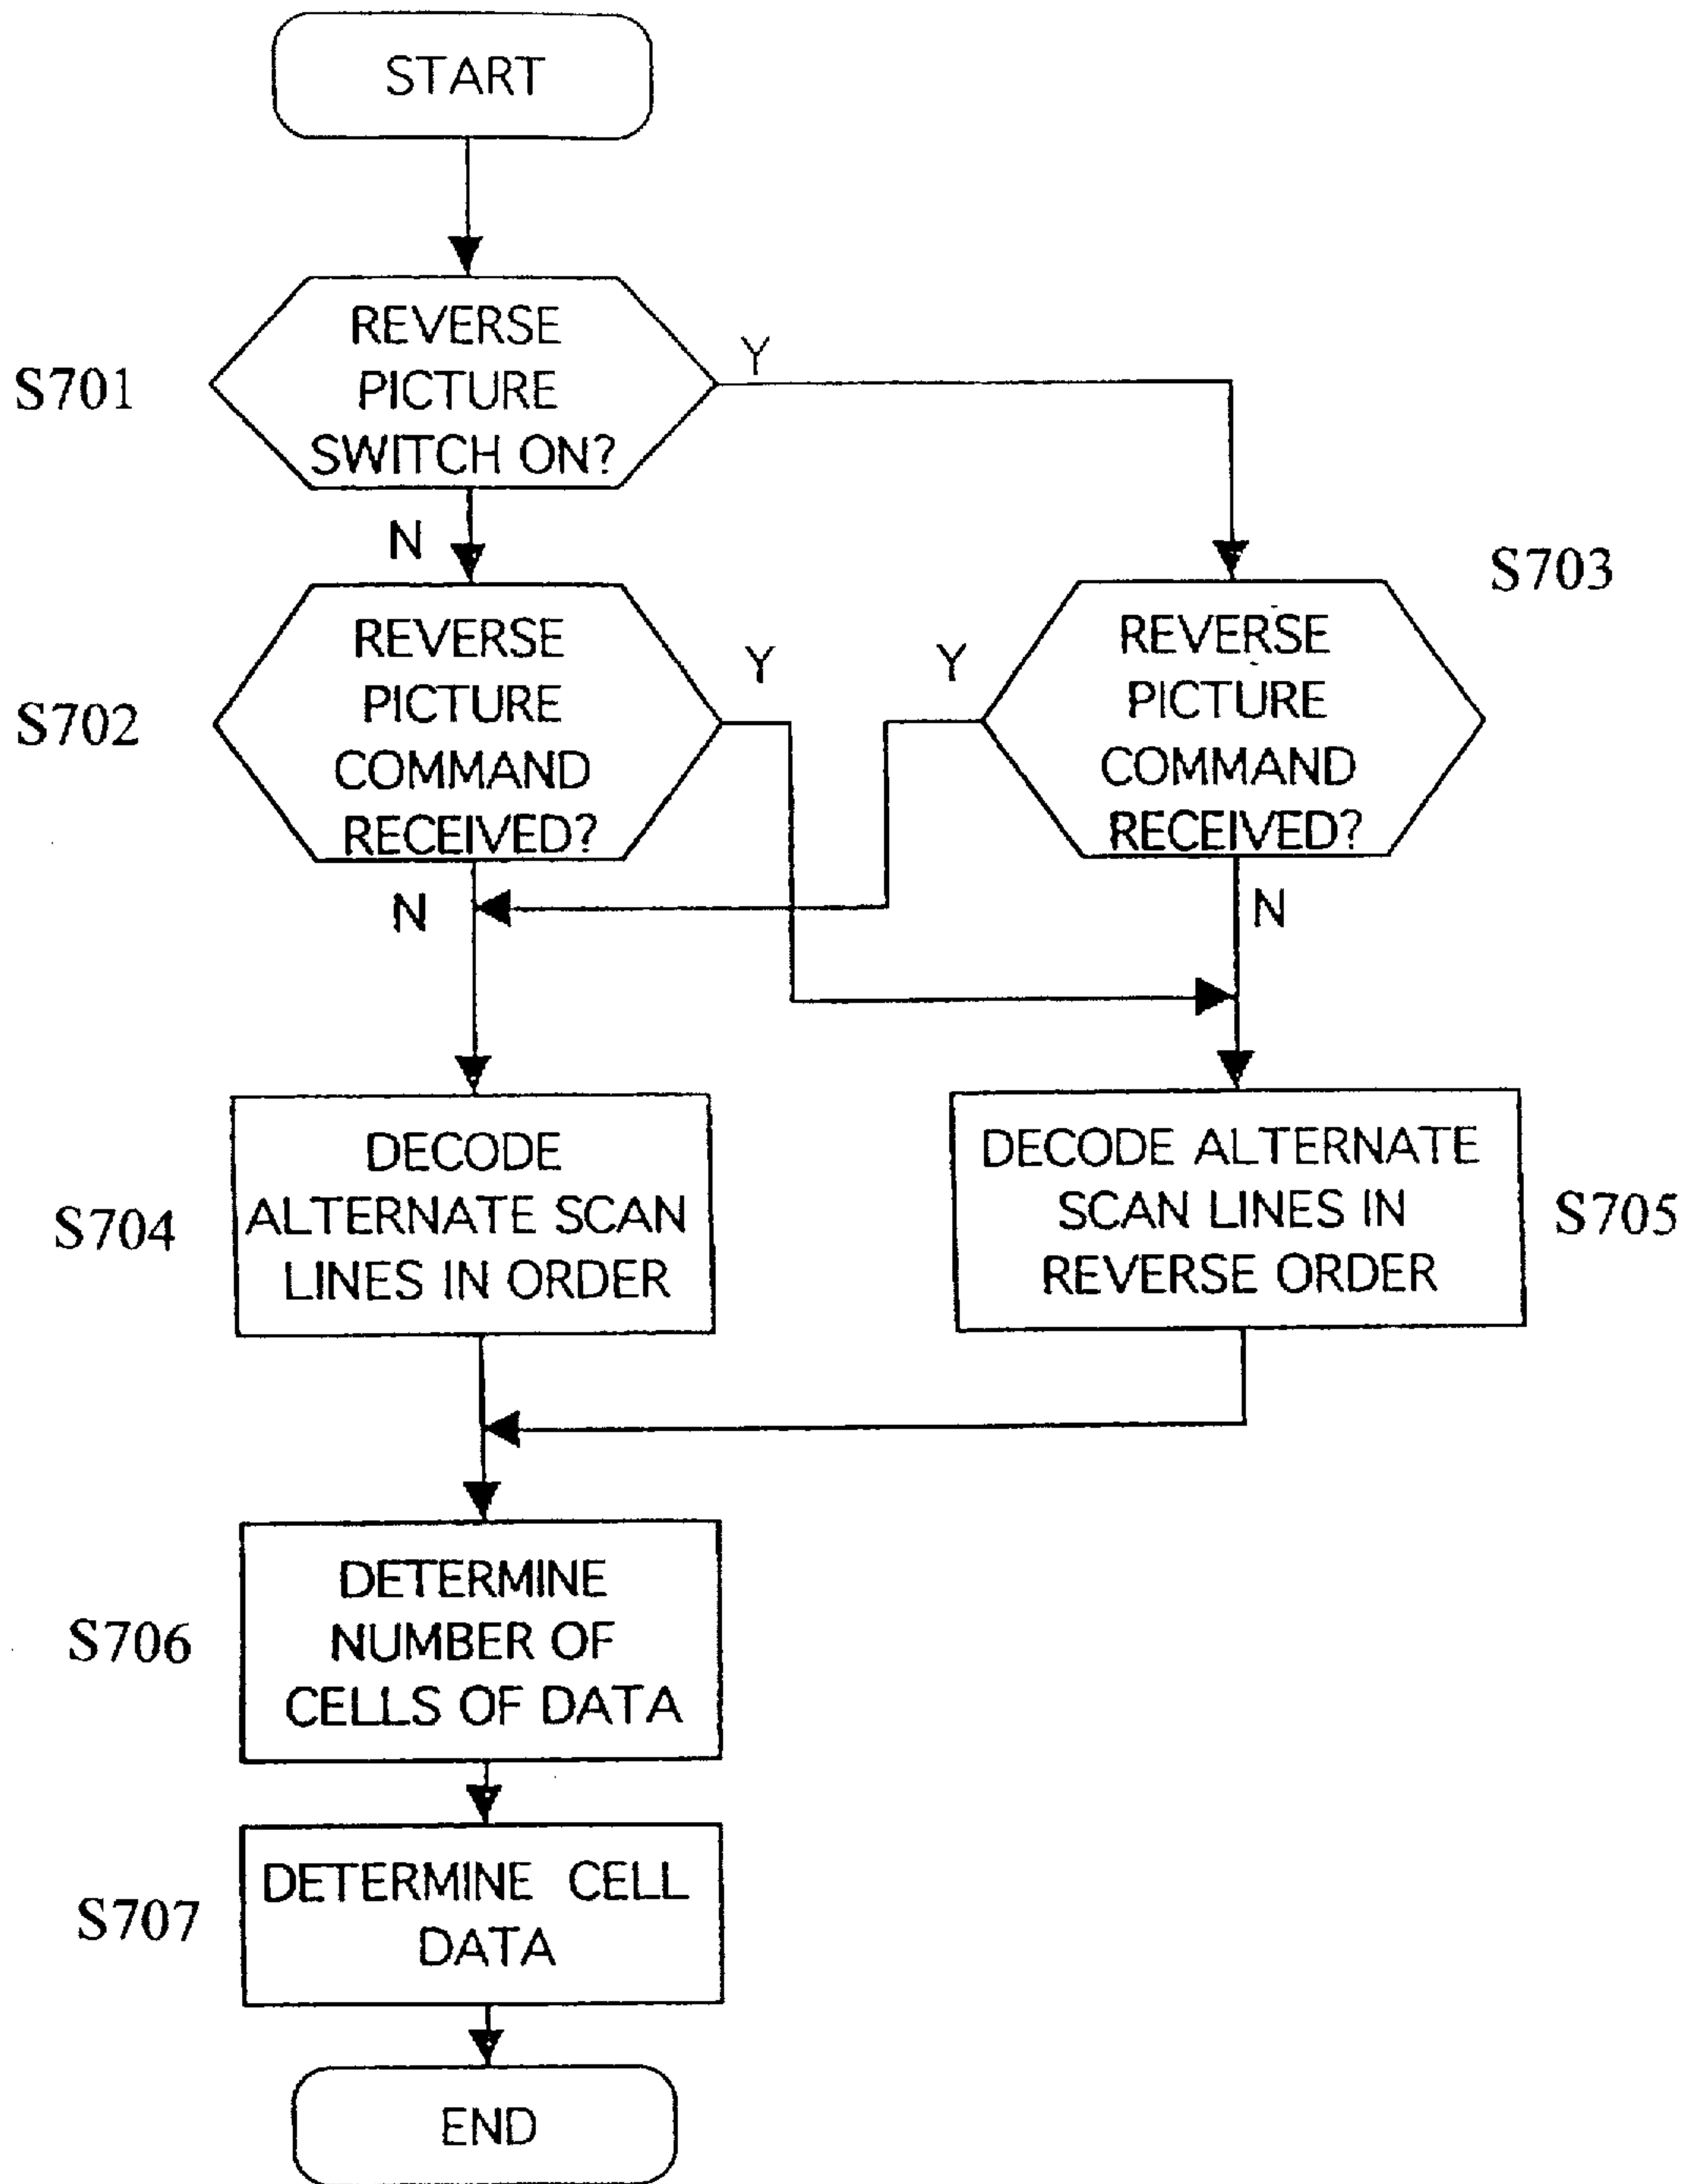 START
S701
REVERSE
PICTURE
SWITCH ON?
Y
N
S702
REVERSE
PICTURE
COMMAND
RECEIVED?
Y
N
S703
REVERSE
PICTURE
COMMAND
RECEIVED?
Y
N
S704
DECODE
ALTERNATE SCAN
LINES IN ORDER
DECODE ALTERNATE
SCAN LINES IN
REVERSE ORDER
S705
S706
DETERMINE
NUMBER OF
CELLS OF DATA
S707
DETERMINE CELL
DATA
END